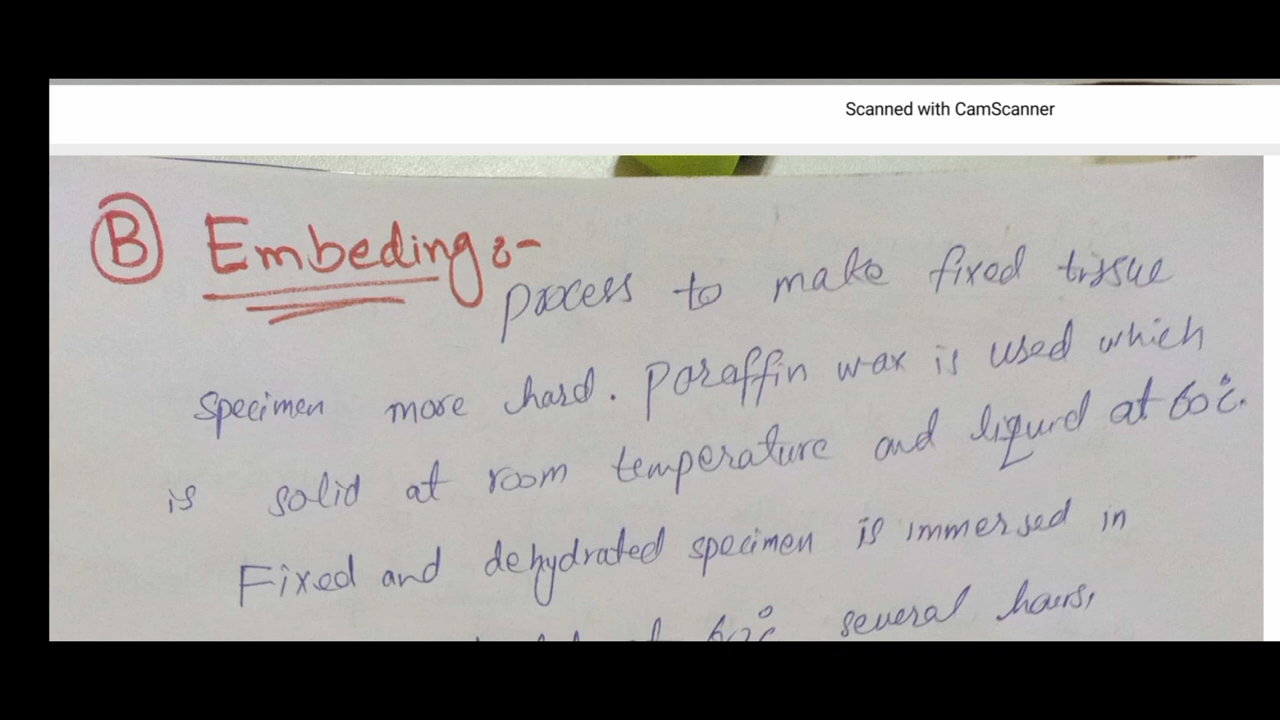 Scanned with CamScanner
B Embeding :-
process to make fixed tissue
specimen more hard. Paraffin wax is used which
is solid at room temperature and liquid at 60°c.
Fixed and dehydrated specimen is immersed in
60°c several hours,